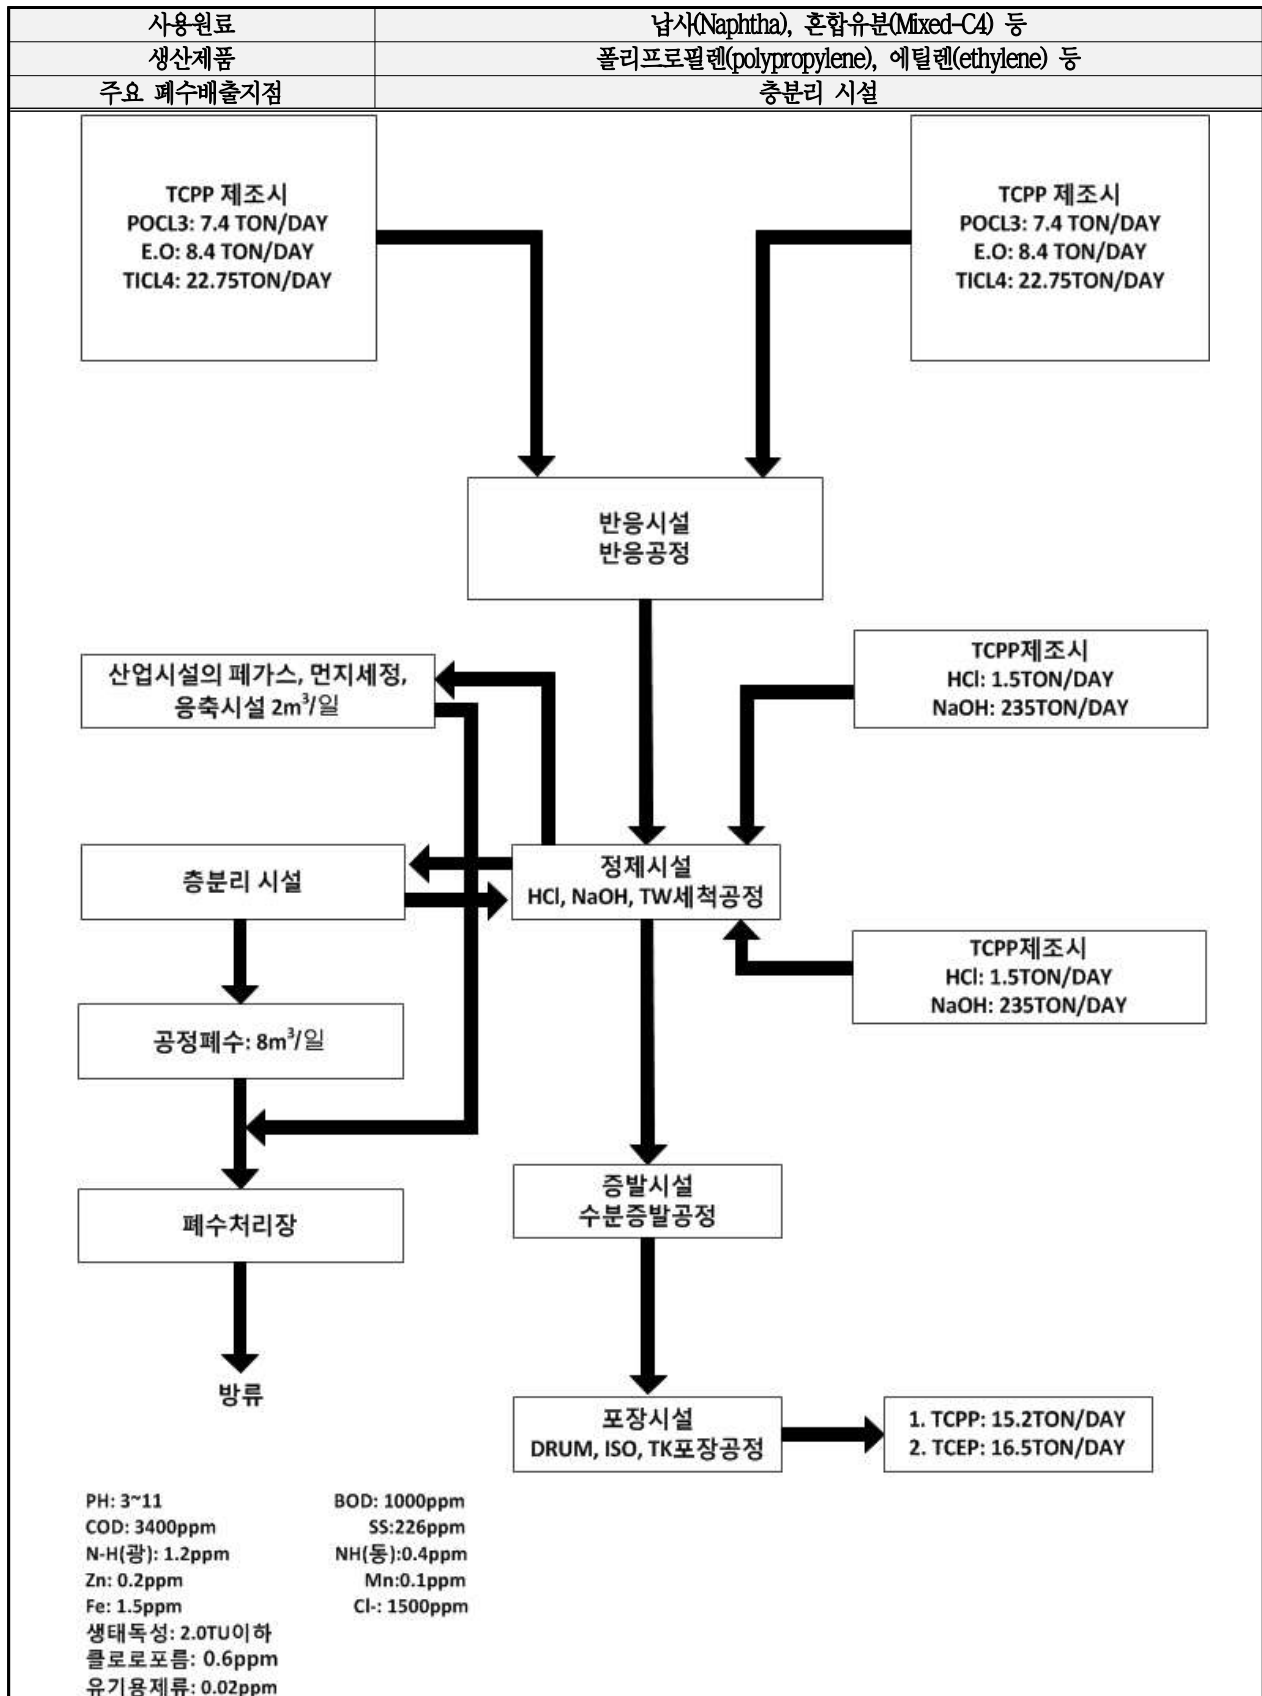 사용원료 납사(Naphtha), 혼합유분(Mixed-C4) 등
생산제품 폴리프로필렌(polypropylene), 에틸렌(ethylene) 등
주요 폐수배출지점 층분리 시설
TCPP 제조시
POCL3: 7.4 TON/DAY
E.O: 8.4 TON/DAY
TICL4: 22.75TON/DAY
TCPP 제조시
POCL3: 7.4 TON/DAY
E.O: 8.4 TON/DAY
TICL4: 22.75TON/DAY
반응시설
반응공정
산업시설의 폐가스, 먼지세정,
응축시설 2m³/일
TCPP제조시
HCl: 1.5TON/DAY
NaOH: 235TON/DAY
층분리 시설
정제시설
HCl, NaOH, TW세척공정
TCPP제조시
HCl: 1.5TON/DAY
NaOH: 235TON/DAY
공정폐수: 8m³/일
증발시설
수분증발공정
폐수처리장
방류
포장시설
DRUM, ISO, TK포장공정
1. TCPP: 15.2TON/DAY
2. TCEP: 16.5TON/DAY
PH: 3~11 BOD: 1000ppm
COD: 3400ppm SS:226ppm
N-H(광): 1.2ppm NH(동):0.4ppm
Zn: 0.2ppm Mn:0.1ppm
Fe: 1.5ppm Cl-: 1500ppm
생태독성: 2.0TU이하
클로로포름: 0.6ppm
유기용제류: 0.02ppm